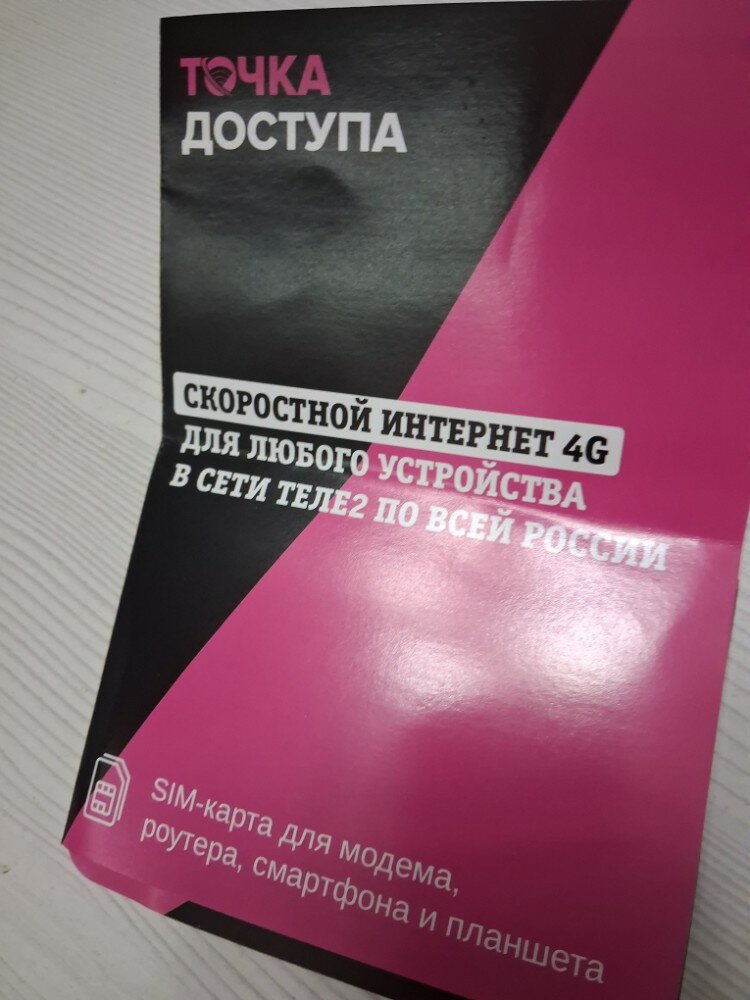 ТОЧКА
ДОСТУПА
СКОРОСТНОЙ ИНТЕРНЕТ 4G
ДЛЯ ЛЮБОГО УСТРОЙСТВА
В СЕТИ ТЕЛЕ2 ПО ВСЕЙ РОССИИ
SIM-карта для модема,
роутера, смартфона и планшета